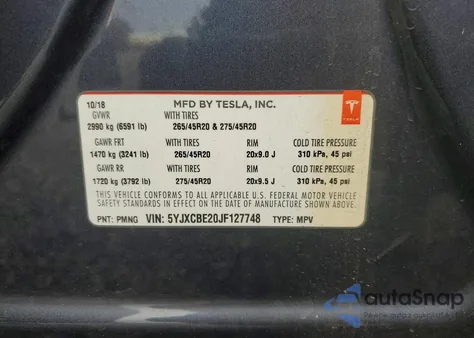 10/18 MFD BY TESLA, INC.
GVWR WITH TIRES
2990 kg (6591 lb) 265/45R20 & 275/45R20
GAWR FRT WITH TIRES RIM COLD TIRE PRESSURE
1470 kg (3241 lb) 265/45R20 20x9.0 J 310 kPa, 45 psi
GAWR RR WITH TIRES RIM COLD TIRE PRESSURE
1720 kg (3792 lb) 275/45R20 20x9.5 J 310 kPa, 45 psi
THIS VEHICLE CONFORMS TO ALL APPLICABLE U.S. FEDERAL MOTOR VEHICLE
SAFETY STANDARDS IN EFFECT ON THE DATE OF MANUFACTURE SHOWN ABOVE.
PNT: PMNG VIN: 5YJXCBE20JF127748 TYPE: MPV
TESLA
autoSnap